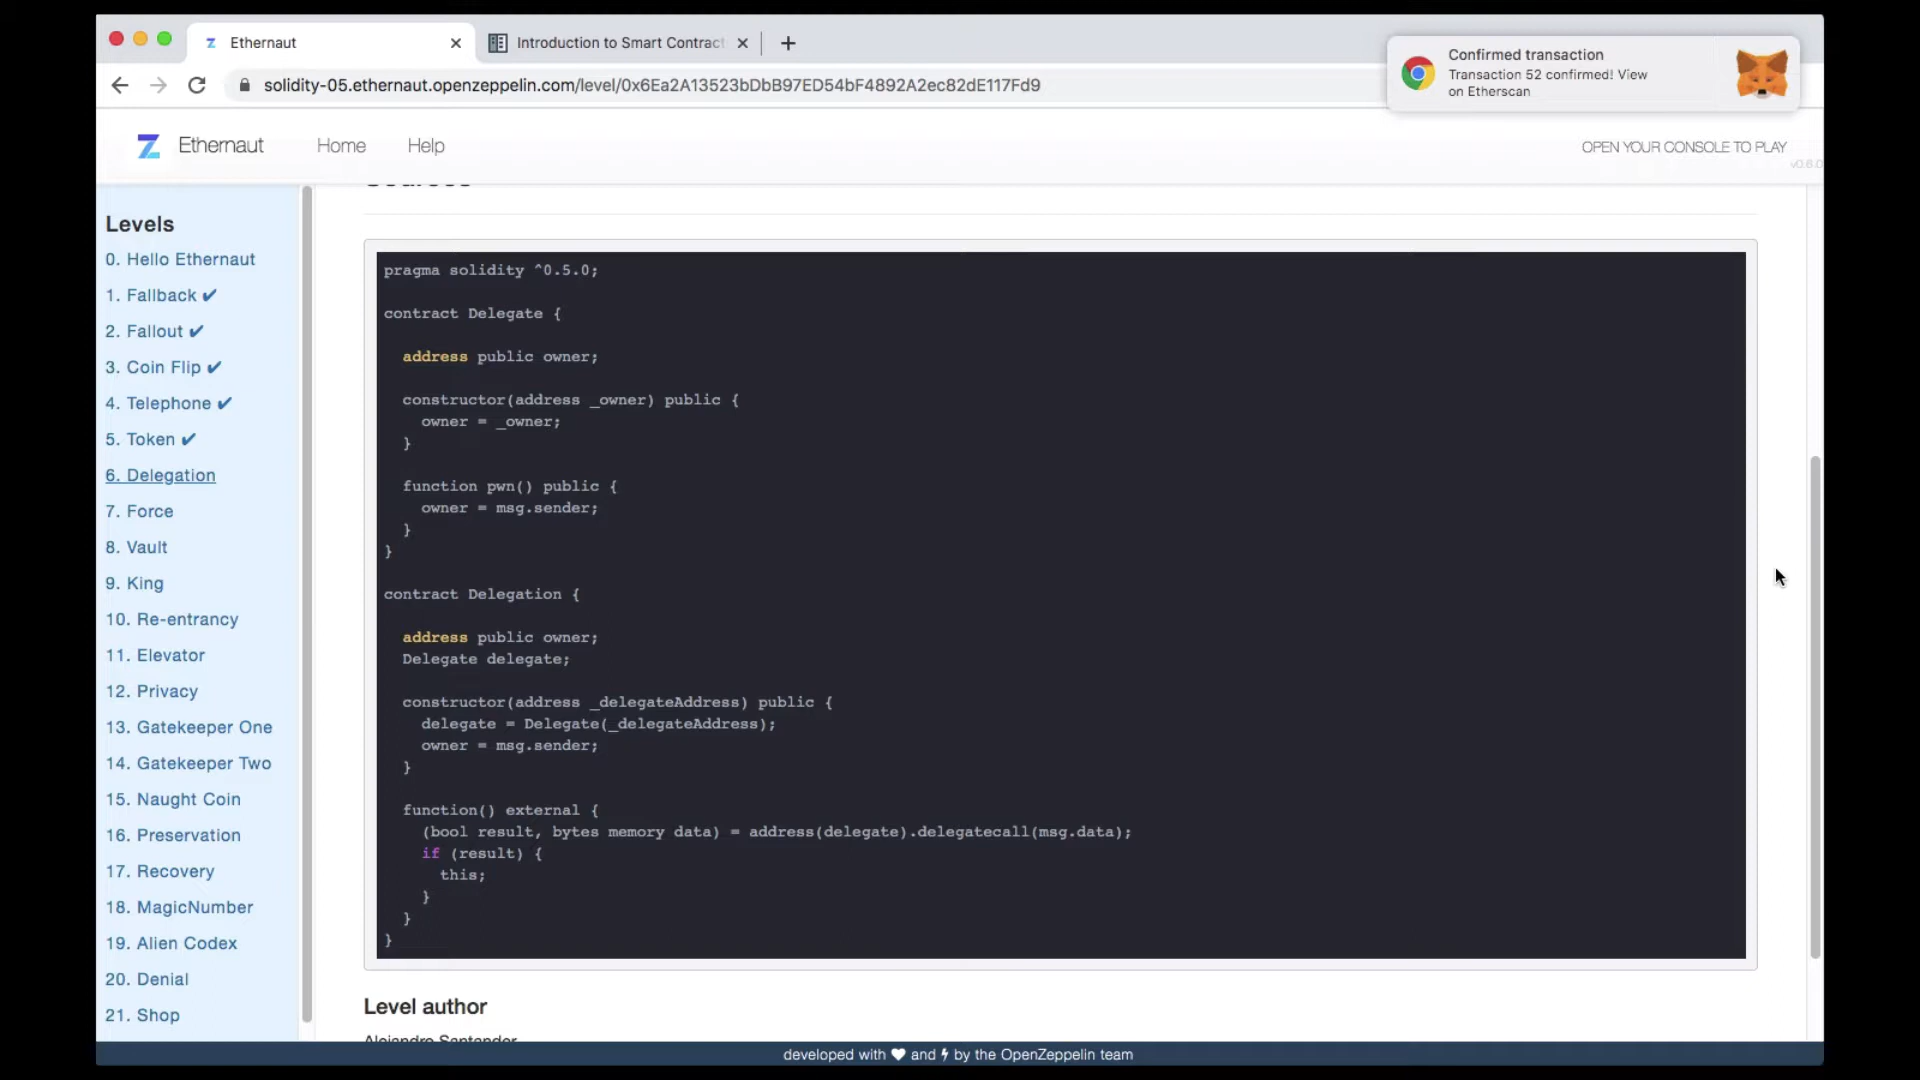 Ethernaut
Introduction to Smart Contract
solidity-05.ethernaut.openzeppelin.com/level/0x6Ea2A13523bDbB97ED54bF4892A2ec82dE117Fd9
Confirmed transaction
Transaction 52 confirmed! View
on Etherscan
Ethernaut
Home
Help
OPEN YOUR CONSOLE TO PLAY
Levels
0. Hello Ethernaut
1. Fallback ✔
2. Fallout ✔
3. Coin Flip ✔
4. Telephone ✔
5. Token ✔
6. Delegation
7. Force
8. Vault
9. King
10. Re-entrancy
11. Elevator
12. Privacy
13. Gatekeeper One
14. Gatekeeper Two
15. Naught Coin
16. Preservation
17. Recovery
18. MagicNumber
19. Alien Codex
20. Denial
21. Shop
pragma solidity ^0.5.0;
contract Delegate {
address public owner;
constructor(address _owner) public {
owner = _owner;
}
function pwn() public {
owner = msg.sender;
}
}
contract Delegation {
address public owner;
Delegate delegate;
constructor(address _delegateAddress) public {
delegate = Delegate(_delegateAddress);
owner = msg.sender;
}
function() external {
(bool result, bytes memory data) = address(delegate).delegatecall(msg.data);
if (result) {
this;
}
}
}
Level author
Alejandro Santander
developed with ❤ and ⚡ by the OpenZeppelin team